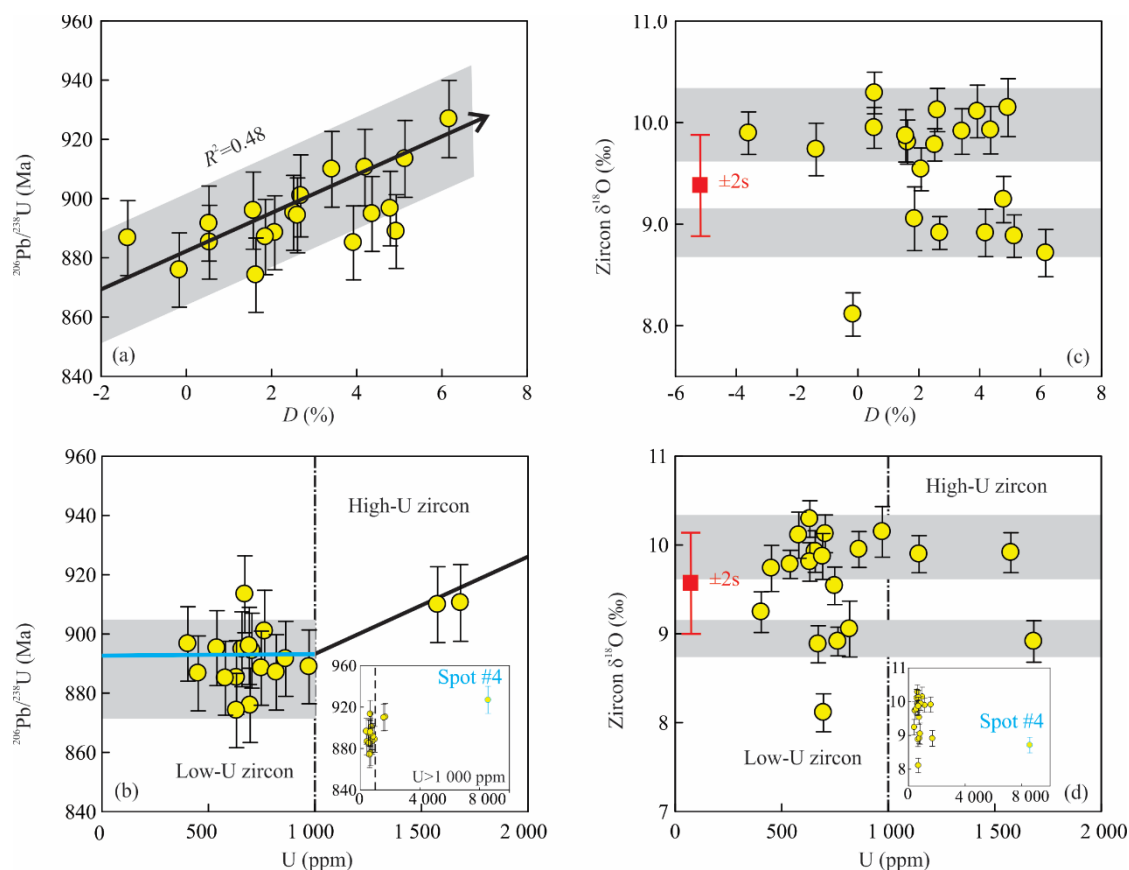 960
940
920
900
880
860
840
²⁰⁶Pb/²³⁸U (Ma)
R²=0.48
(a)
-2
0
2
4
6
8
D (%)
11.0
10.0
9.0
8.0
Zircon δ¹⁸O (‰)
±2s
(c)
-6
-4
-2
0
2
4
6
8
D (%)
960
940
920
900
880
860
840
²⁰⁶Pb/²³⁸U (Ma)
High-U zircon
Low-U zircon
(b)
960
920
880
840
Spot #4
U>1 000 ppm
0
4 000
8 000
0
500
1 000
1 500
2 000
U (ppm)
11
10
9
8
7
Zircon δ¹⁸O (‰)
High-U zircon
±2s
Low-U zircon
11
10
9
8
Spot #4
(d)
0
4 000
8 000
0
500
1 000
1 500
2 000
U (ppm)